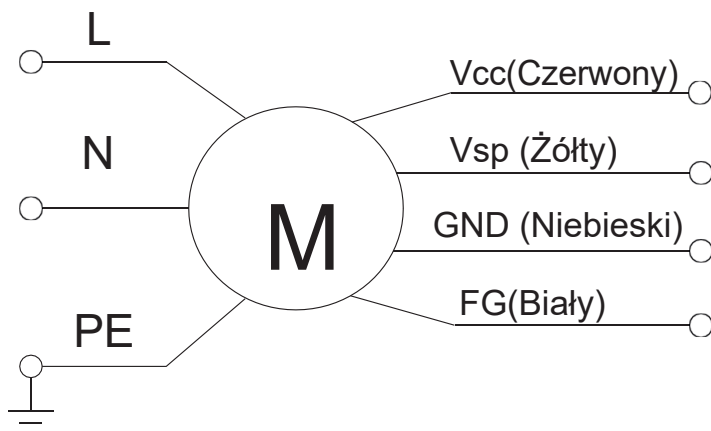 L
Vcc(Czerwony)
N
Vsp (Żółty)
M
GND (Niebieski)
PE
FG(Biały)